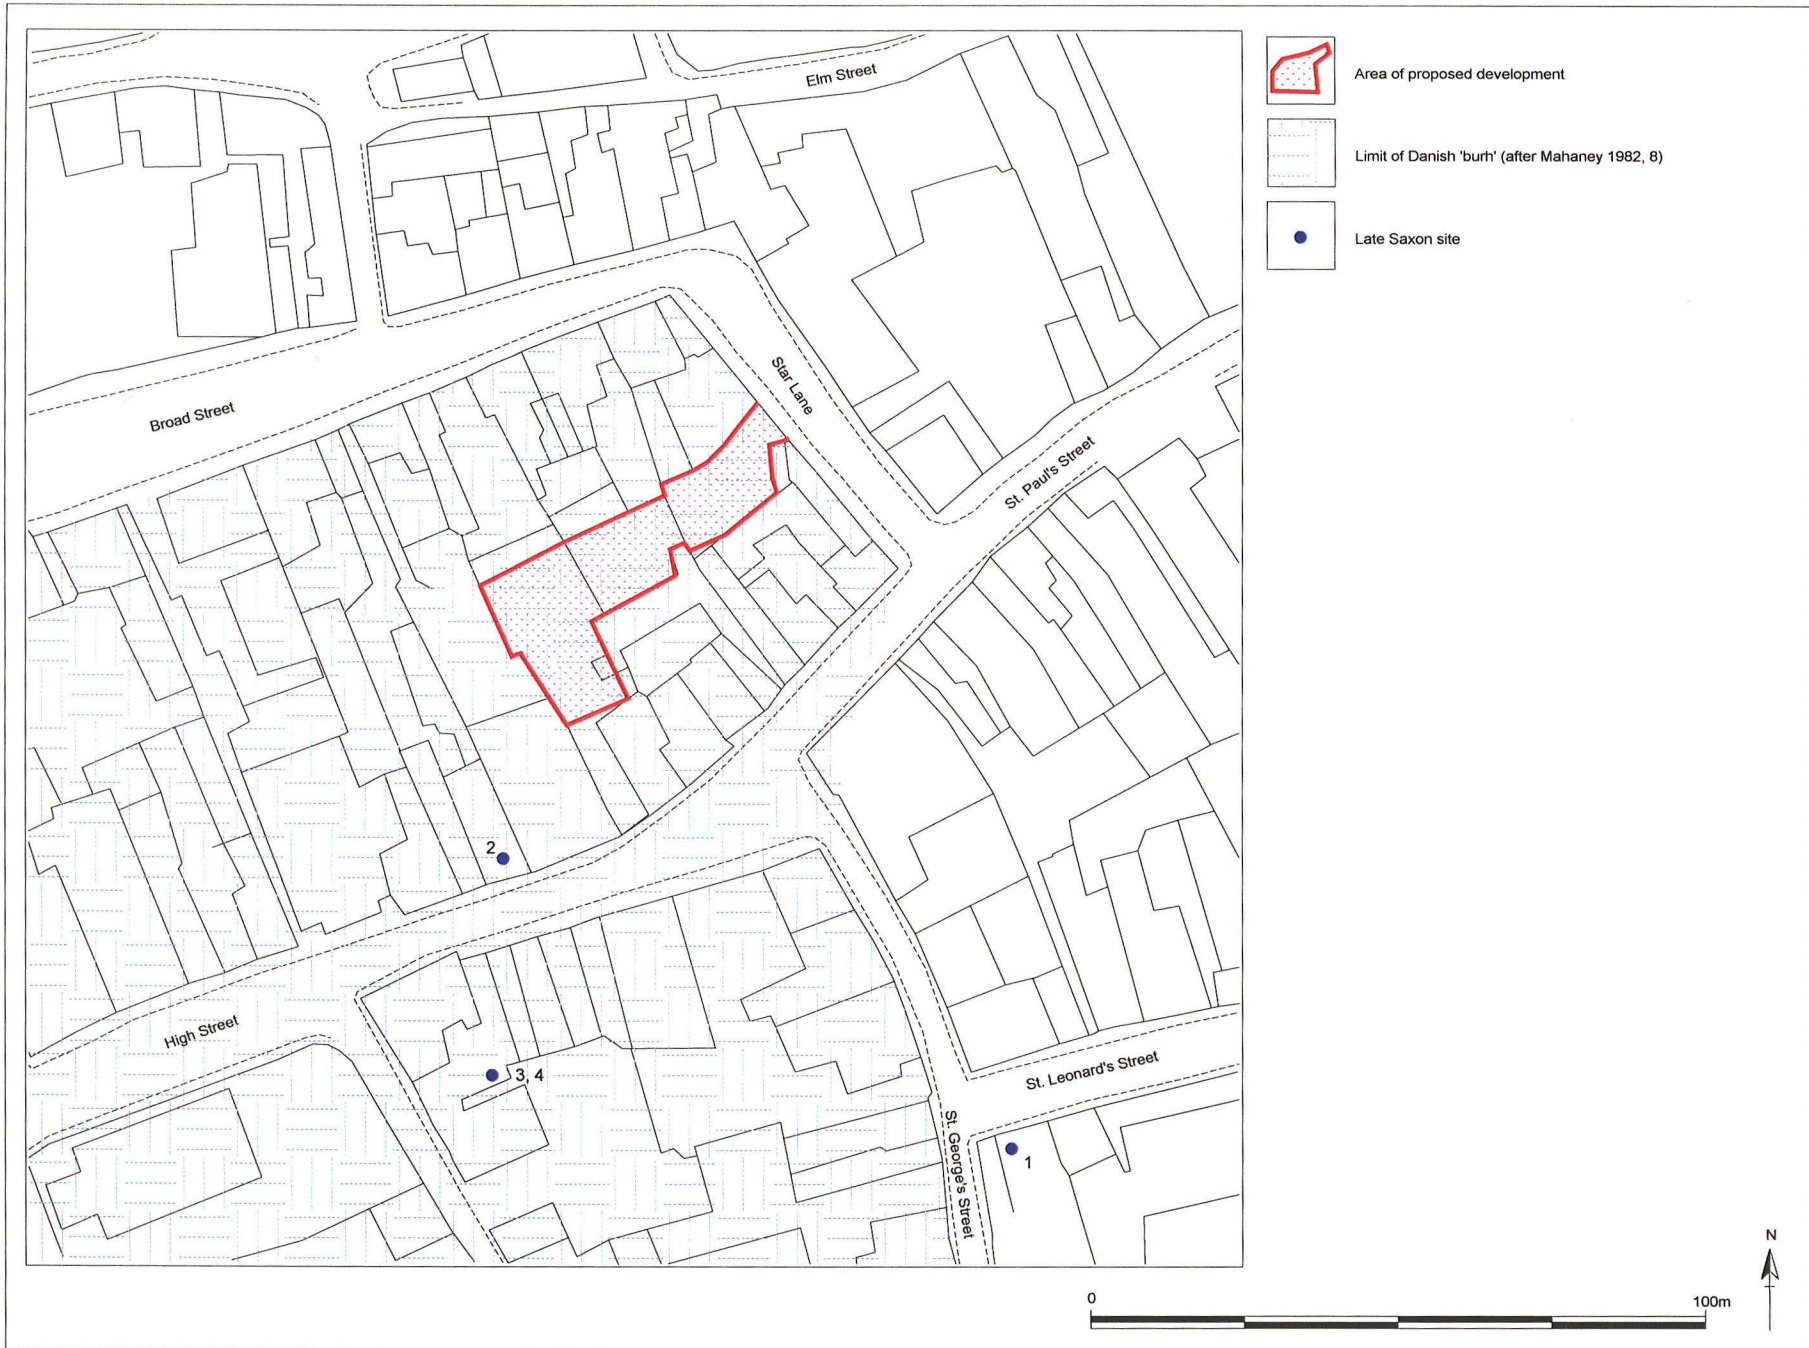 Elm Street
Area of proposed development
Limit of Danish 'burh' (after Mahaney 1982, 8)
Late Saxon site
Broad Street
Star Lane
St. Paul's Street
2
High Street
3, 4
St. Leonard's Street
St. George's Street
1
N
0
100m